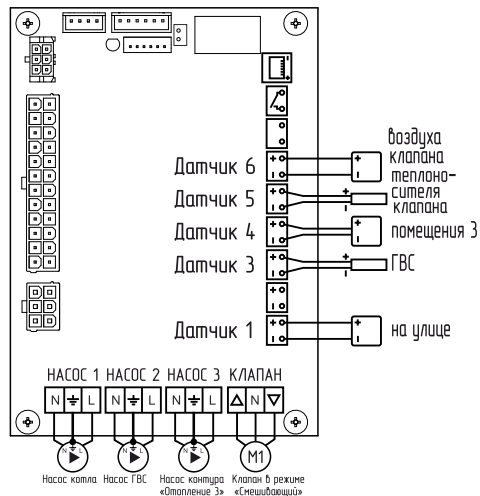 воздуха
Датчик 6
клапана
теплоно-
Датчик 5
сителя
клапана
Датчик 4
помещения 3
Датчик 3
ГВС
Датчик 1
на улице
НАСОС 1 НАСОС 2 НАСОС 3 КЛАПАН
N L N L N L N
N L N L N L M1
Насос котла Насос ГВС Насос контура Клапан в режиме
«Отопление 3» «Смешивающий»